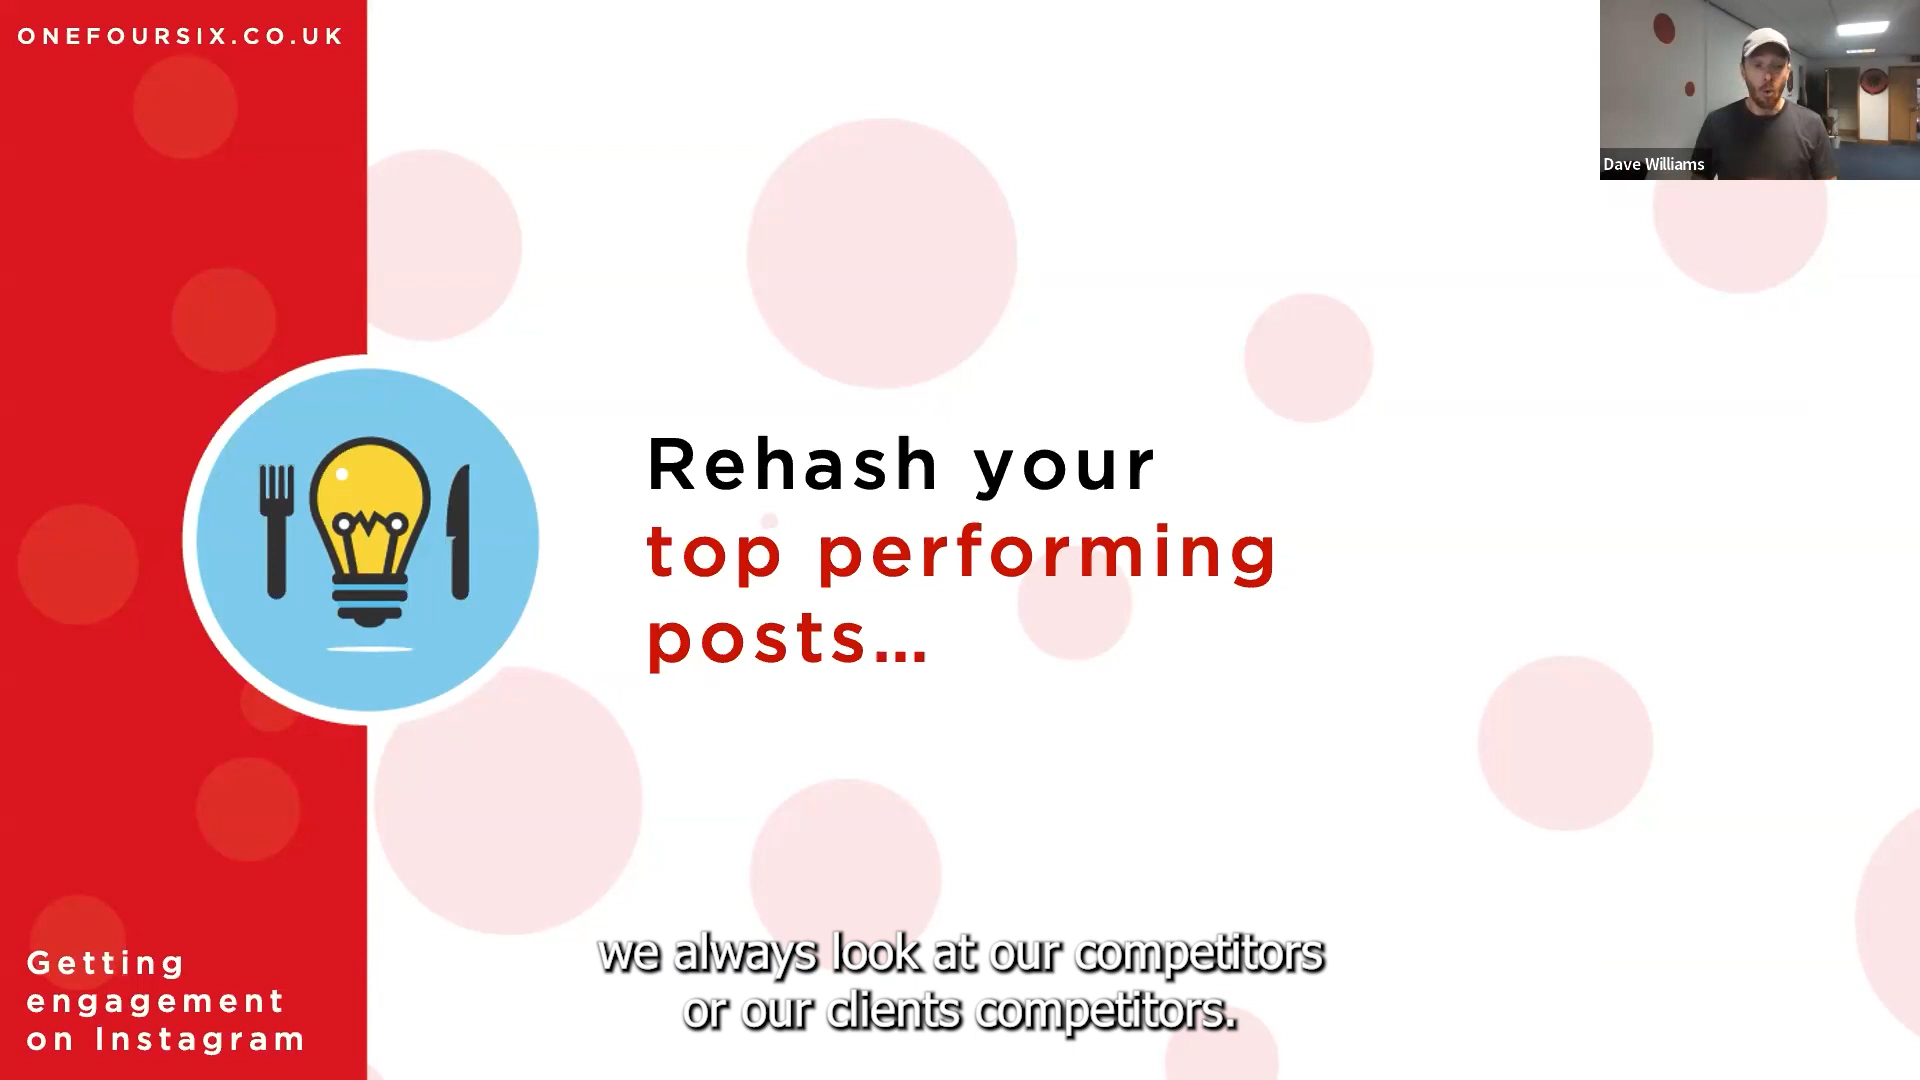 ONEFOURSIX.CO.UK
Dave Williams
Rehash your
top performing
posts...
we always look at our competitors
or our clients competitors.
Getting
engagement
on Instagram